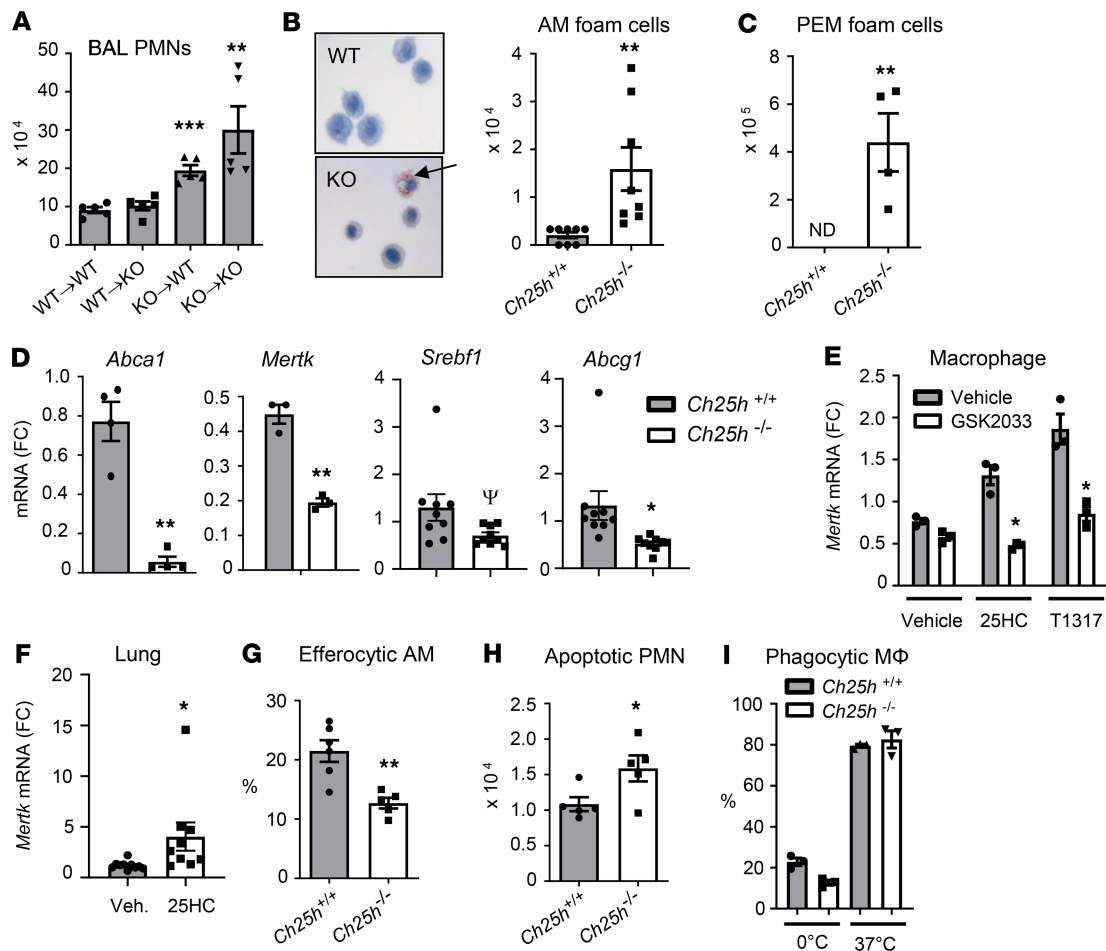 A
BAL PMNs
x 10⁴
50
40
30
20
10
0
***
**
WT→WT
WT→KO
KO→WT
KO→KO
B
WT
KO
AM foam cells
x 10⁴
4
3
2
1
0
**
Ch25h⁺/⁺
Ch25h⁻/⁻
C
PEM foam cells
x 10⁵
8
6
4
2
0
ND
**
Ch25h⁺/⁺
Ch25h⁻/⁻
D
mRNA (FC)
Abca1
1.0
0.8
0.6
0.4
0.2
0
**
Mertk
0.5
0.4
0.3
0.2
0.1
0
**
Srebf1
4
3
2
1
0
Ψ
Abcg1
4
3
2
1
0
*
Ch25h ⁺/⁺
Ch25h ⁻/⁻
E
Macrophage
Mertk mRNA (FC)
2.5
2.0
1.5
1.0
0.5
0
Vehicle
GSK2033
*
*
Vehicle
25HC
T1317
F
Lung
Mertk mRNA (FC)
20
15
10
5
0
*
Veh.
25HC
G
Efferocytic AM
%
30
20
10
0
**
Ch25h⁺/⁺
Ch25h⁻/⁻
H
Apoptotic PMN
x 10⁴
2.5
2.0
1.5
1.0
0.5
0
*
Ch25h⁺/⁺
Ch25h⁻/⁻
I
Phagocytic MΦ
Ch25h ⁺/⁺
Ch25h ⁻/⁻
%
100
80
60
40
20
0
0°C
37°C